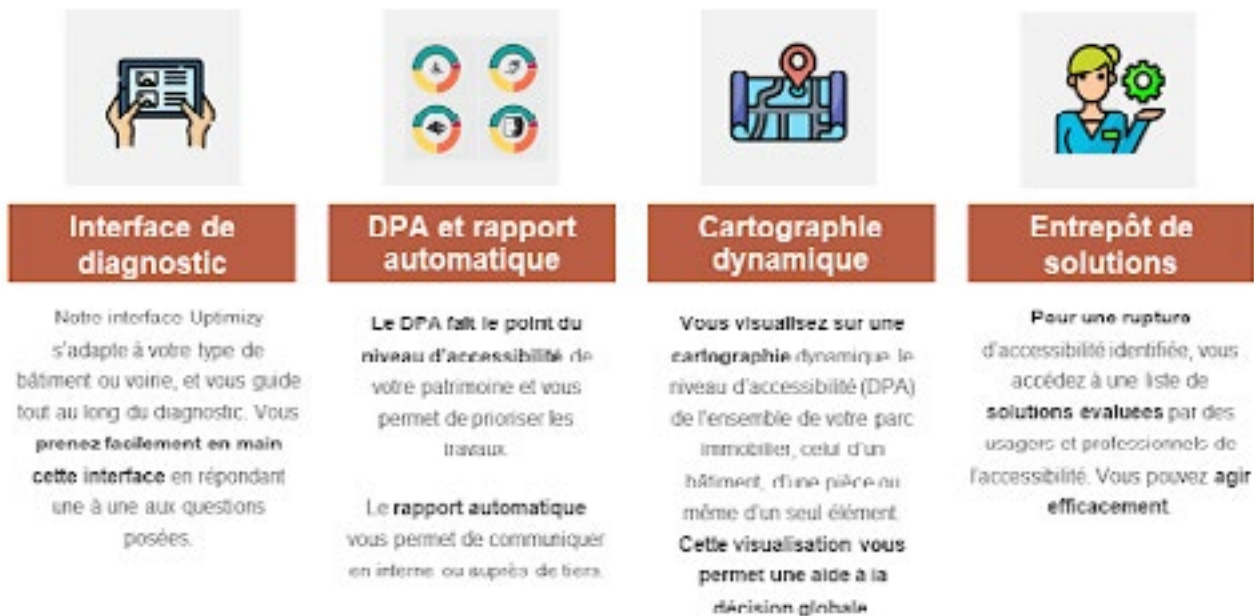 Interface de
diagnostic
Notre interface Uptimizy
s'adapte à votre type de
bâtiment ou voirie, et vous guide
tout au long du diagnostic. Vous
prenez facilement en main
cette interface en répondant
une à une aux questions
posées.
DPA et rapport
automatique
Le DPA fait le point du
niveau d'accessibilité de
votre patrimoine et vous
permet de prioriser les
travaux.
Le rapport automatique
vous permet de communiquer
en interne ou auprès de tiers.
Cartographie
dynamique
Vous visualisez sur une
cartographie dynamique le
niveau d'accessibilité (DPA)
de l'ensemble de votre parc
immobilier, celui d'un
bâtiment, d'une pièce ou
même d'un seul élément.
Cette visualisation vous
permet une aide à la
décision globale
Entrepôt de
solutions
Pour une rupture
d'accessibilité identifiée, vous
accédez à une liste de
solutions évaluées par des
usagers et professionnels de
l'accessibilité. Vous pouvez agir
efficacement.